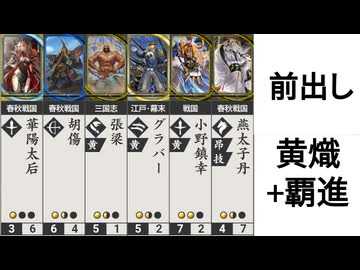 春秋戦国 春秋戦国 三国志 江戸・幕末 戦国 春秋戦国
華陽太后
胡傷
黄 張梁
黄 グラバー
黄 小野鎮幸
昂技 燕太子丹
3 6 6 4 5 1 5 2 7 2 4 7
前出し
黄熾
+覇進